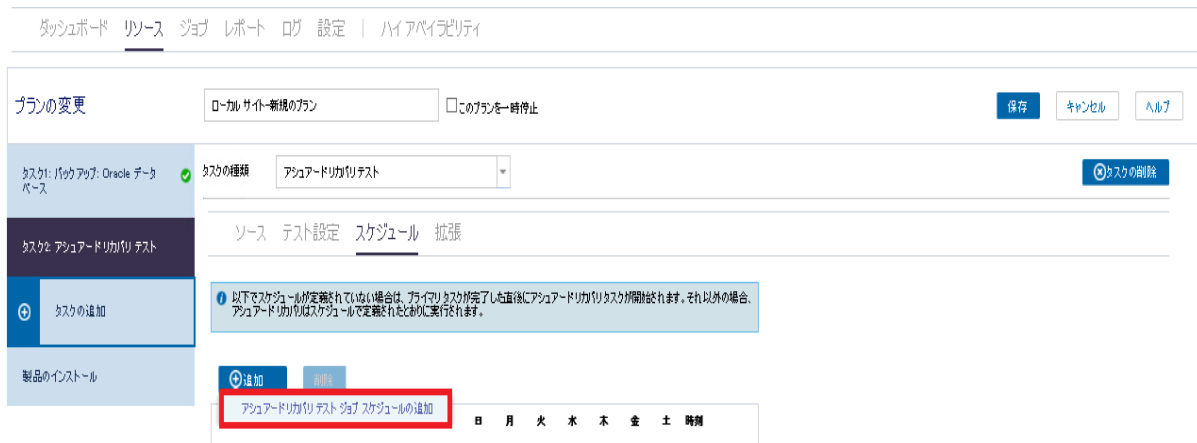 ダッシュボード リソース ジョブ レポート ログ 設定 | ハイ アベイラビリティ
プランの変更
ローカル サイト-新規のプラン
このプランを一時停止
保存
キャンセル
ヘルプ
タスク1: バックアップ: Oracle データ
ベース
タスクの種類
アシュアード リカバリ テスト
タスクの削除
タスク2: アシュアード リカバリ テスト
ソース テスト設定 スケジュール 拡張
タスクの追加
以下でスケジュールが定義されていない場合は、プライマリ タスクが完了した直後にアシュアード リカバリ タスクが開始されます。それ以外の場合、
アシュアード リカバリはスケジュールで定義されたとおりに実行されます。
製品のインストール
追加
削除
アシュアード リカバリ テスト ジョブ スケジュールの追加
日 月 火 水 木 金 土 時刻